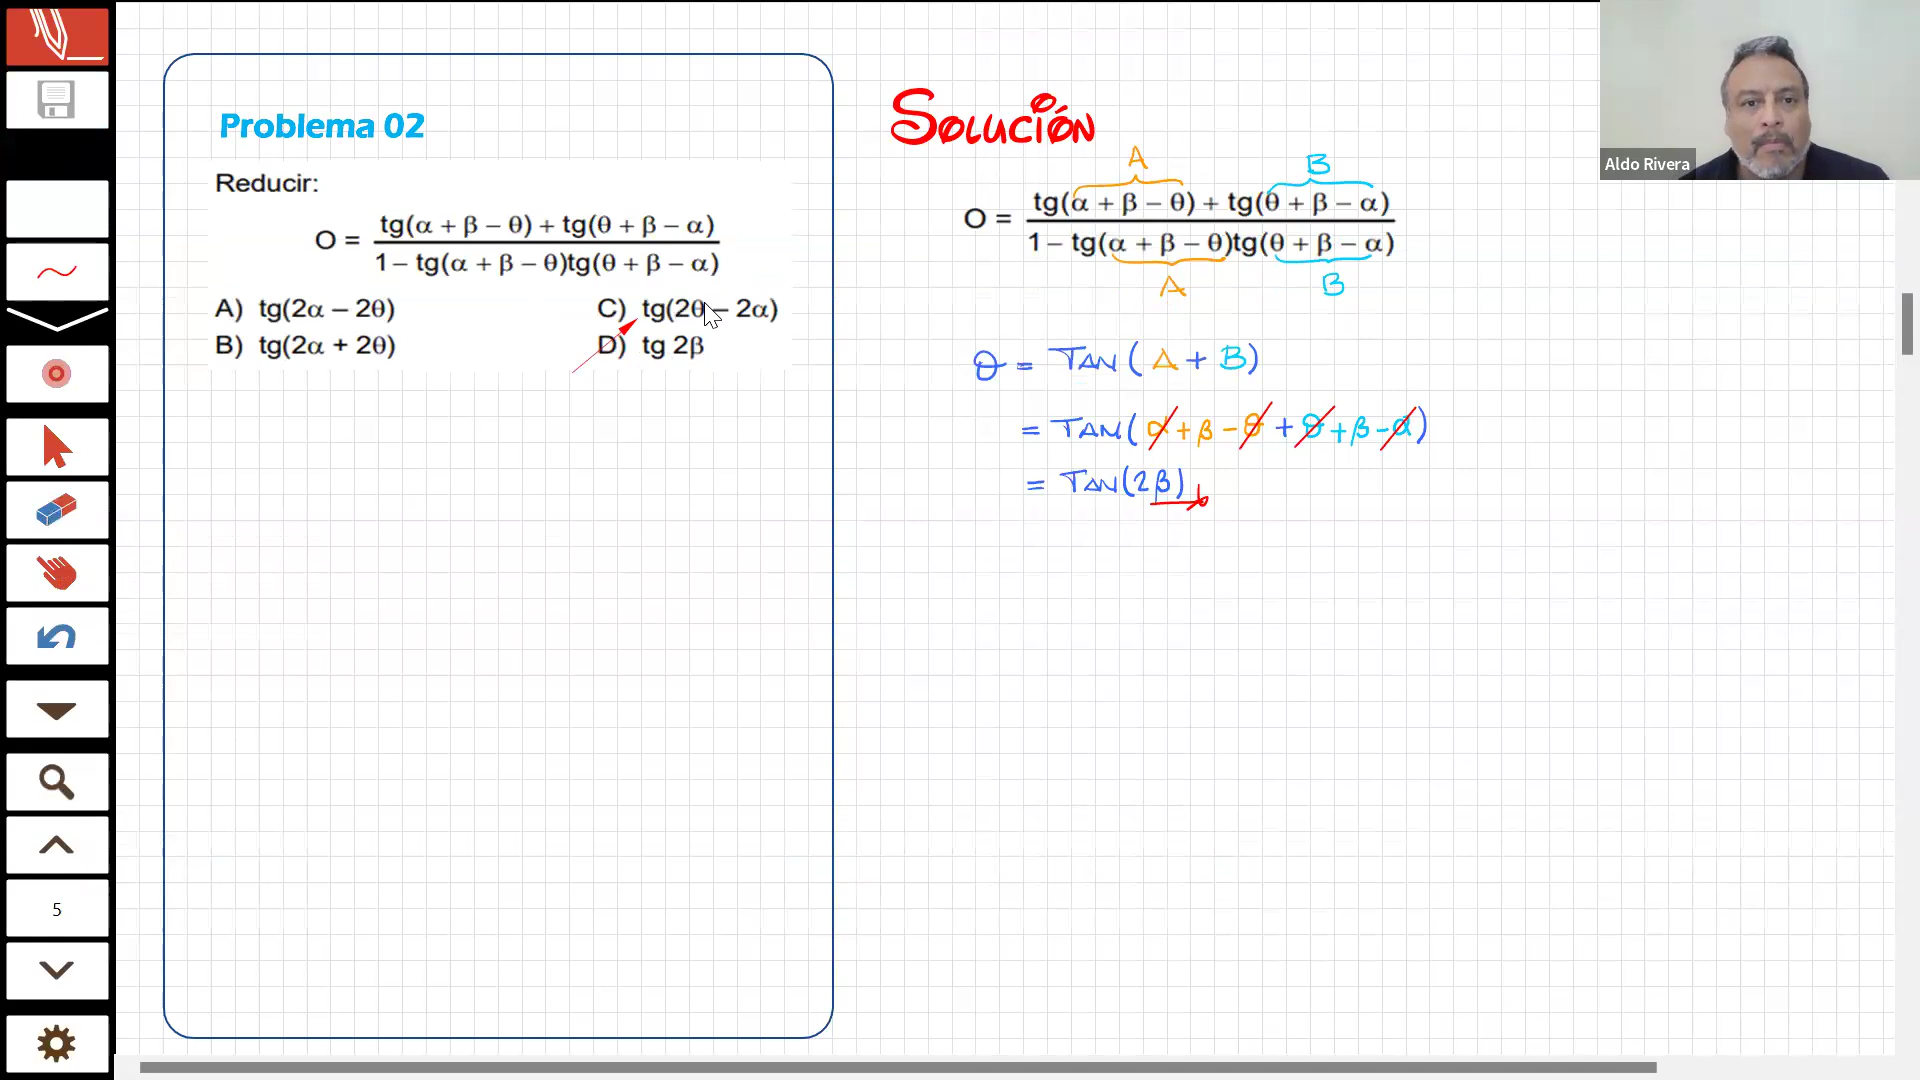 Problema 02
Reducir:
O = tg(α + β − θ) + tg(θ + β − α)
1 − tg(α + β − θ)tg(θ + β − α)
A) tg(2α − 2θ)
C) tg(2θ − 2α)
B) tg(2α + 2θ)
D) tg 2β
SOLUCIÓN
A B
O = tg(α + β − θ) + tg(θ + β − α)
1 − tg(α + β − θ)tg(θ + β − α)
A B
O = TAN (A + B)
= TAN(α + β − θ + θ + β − α)
= TAN(2β)
Aldo Rivera
5